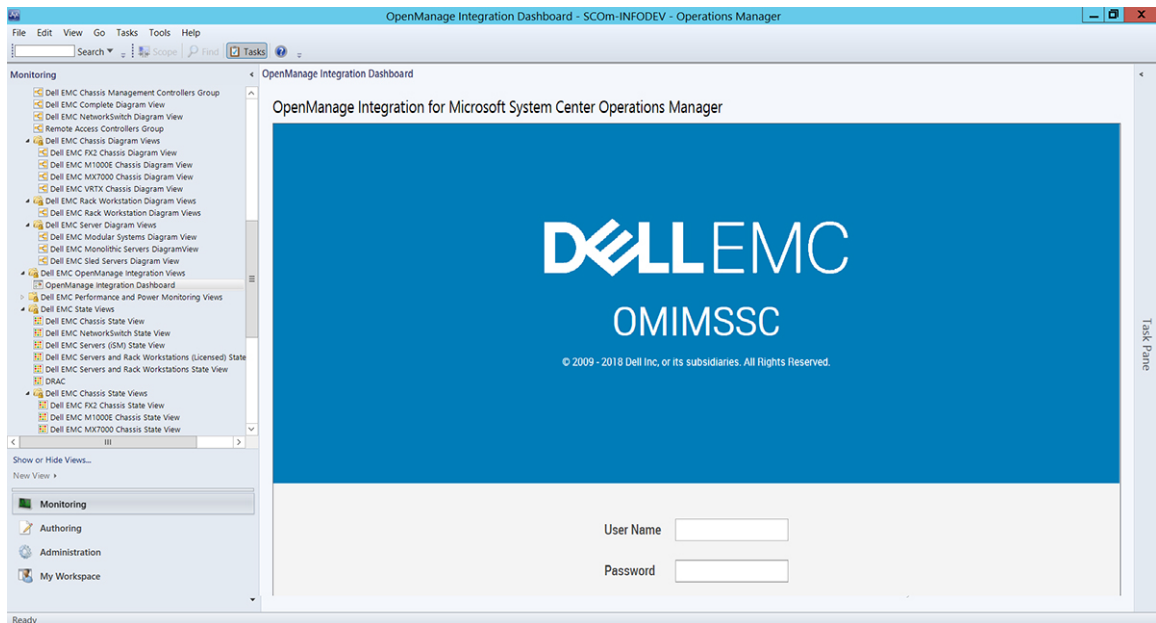 OpenManage Integration Dashboard - SCOm-INFODEV - Operations Manager
File Edit View Go Tasks Tools Help
Search Scope Find Tasks
Monitoring
OpenManage Integration Dashboard
Dell EMC Chassis Management Controllers Group
Dell EMC Complete Diagram View
Dell EMC NetworkSwitch Diagram View
Remote Access Controllers Group
Dell EMC Chassis Diagram Views
Dell EMC FX2 Chassis Diagram View
Dell EMC M1000E Chassis Diagram View
Dell EMC MX7000 Chassis Diagram View
Dell EMC VRTX Chassis Diagram View
Dell EMC Rack Workstation Diagram Views
Dell EMC Rack Workstation Diagram Views
Dell EMC Server Diagram Views
Dell EMC Modular Systems Diagram View
Dell EMC Monolithic Servers DiagramView
Dell EMC Sled Servers Diagram View
Dell EMC OpenManage Integration Views
OpenManage Integration Dashboard
Dell EMC Performance and Power Monitoring Views
Dell EMC State Views
Dell EMC Chassis State View
Dell EMC NetworkSwitch State View
Dell EMC Servers (iSM) State View
Dell EMC Servers and Rack Workstations (Licensed) State
Dell EMC Servers and Rack Workstations State View
DRAC
Dell EMC Chassis State Views
Dell EMC FX2 Chassis State View
Dell EMC M1000E Chassis State View
Dell EMC MX7000 Chassis State View
Show or Hide Views...
New View
Monitoring
Authoring
Administration
My Workspace
OpenManage Integration for Microsoft System Center Operations Manager
DELL EMC
OMIMSSC
© 2009 - 2018 Dell Inc, or its subsidiaries. All Rights Reserved.
User Name
Password
Task Pane
Ready